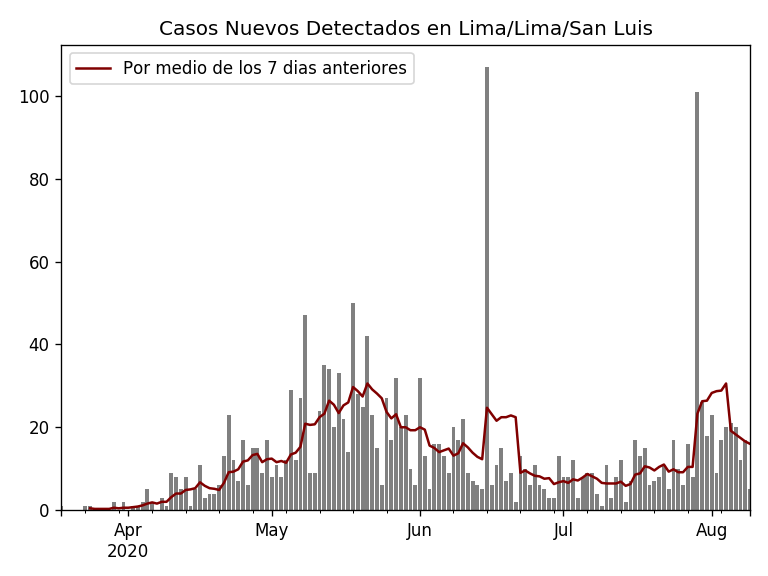 Casos Nuevos Detectados en Lima/Lima/San Luis
Por medio de los 7 dias anteriores
100
80
60
40
20
0
Apr
2020
May
Jun
Jul
Aug